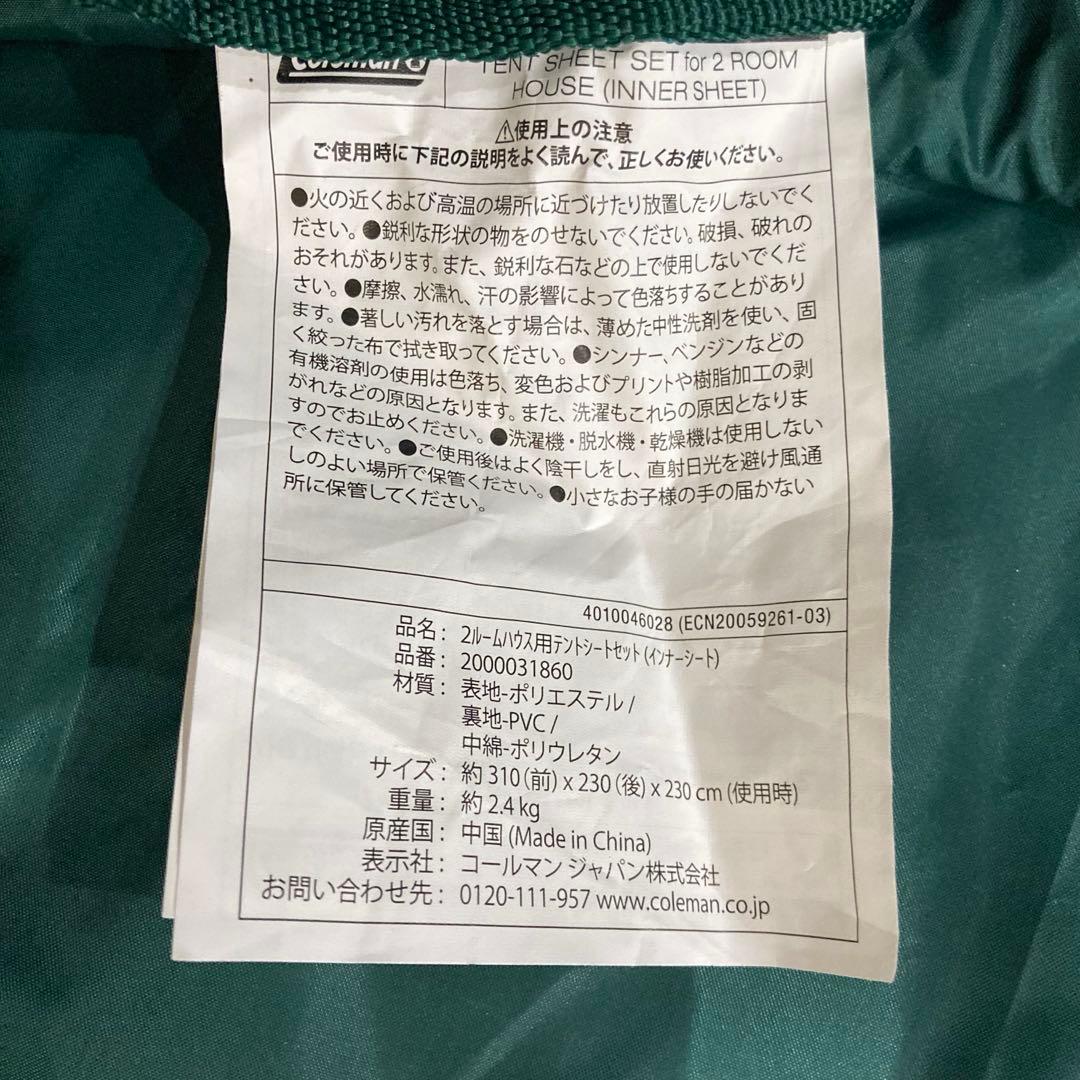 Coleman
TENT SHEET SET for 2 ROOM
HOUSE (INNER SHEET)
⚠使用上の注意
ご使用時に下記の説明をよく読んで、正しくお使いください。
●火の近くおよび高温の場所に近づけたり放置したりしないでく
ださい。●鋭利な形状の物をのせないでください。破損、破れの
おそれがあります。また、鋭利な石などの上で使用しないでくだ
さい。●摩擦、水濡れ、汗の影響によって色落ちすることがあり
ます。●著しい汚れを落とす場合は、薄めた中性洗剤を使い、固
く絞った布で拭き取ってください。●シンナー、ベンジンなどの
有機溶剤の使用は色落ち、変色およびプリントや樹脂加工の剥
がれなどの原因となります。また、洗濯もこれらの原因となりま
すのでお止めください。●洗濯機・脱水機・乾燥機は使用しない
でください。●ご使用後はよく陰干しをし、直射日光を避け風通
しのよい場所で保管ください。●小さなお子様の手の届かない
所に保管してください。
4010046028 (ECN20059261-03)
品名: 2ルームハウス用テントシートセット(インナーシート)
品番: 2000031860
材質: 表地-ポリエステル /
裏地-PVC /
中綿-ポリウレタン
サイズ: 約 310(前) x 230(後) x 230 cm (使用時)
重量: 約 2.4 kg
原産国: 中国 (Made in China)
表示社: コールマン ジャパン株式会社
お問い合わせ先: 0120-111-957 www.coleman.co.jp